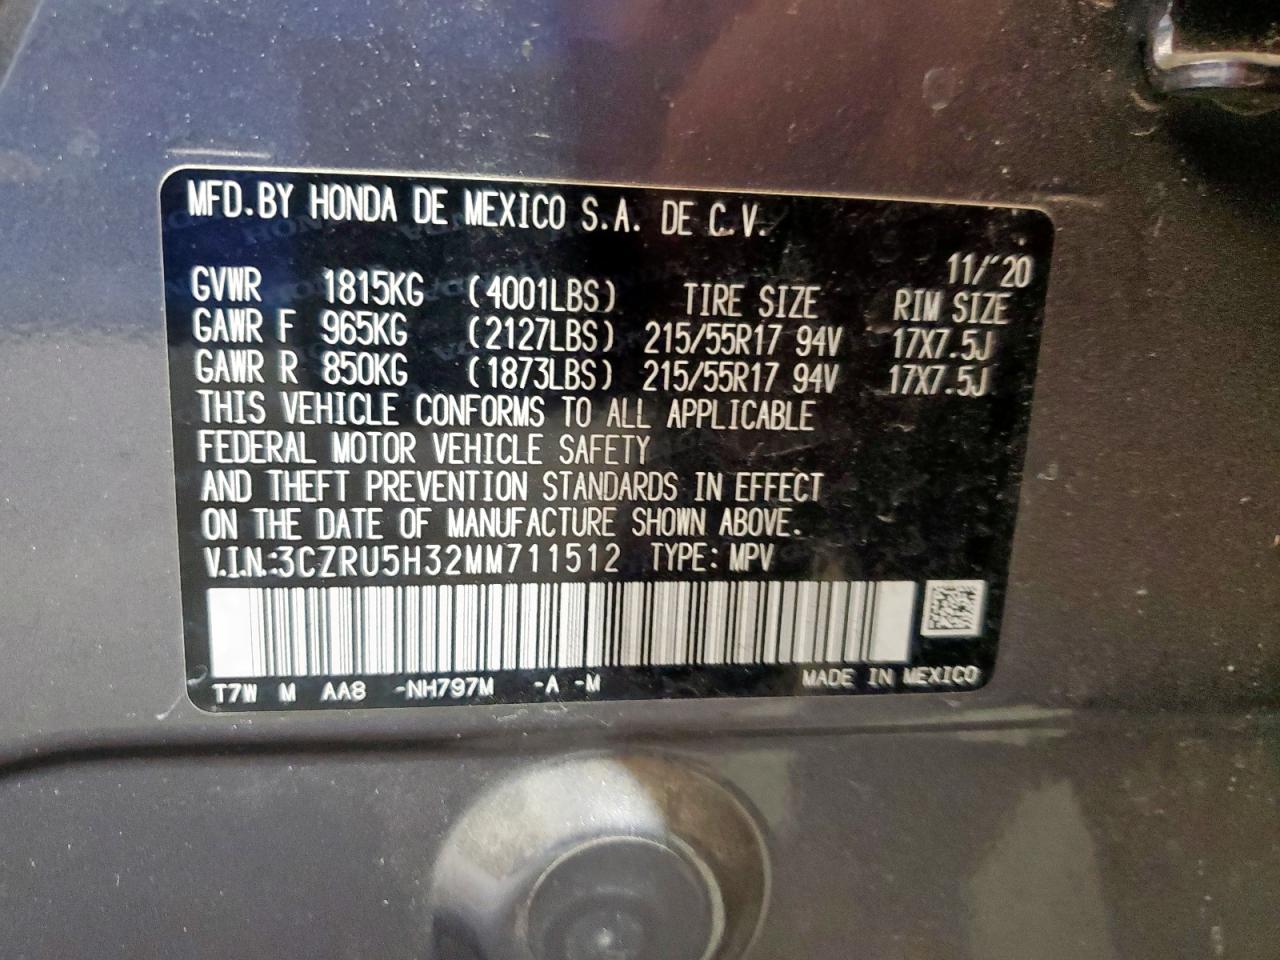 MFD.BY HONDA DE MEXICO S.A. DE C.V.
11/'20
GVWR 1815KG (4001LBS) TIRE SIZE RIM SIZE
GAWR F 965KG (2127LBS) 215/55R17 94V 17X7.5J
GAWR R 850KG (1873LBS) 215/55R17 94V 17X7.5J
THIS VEHICLE CONFORMS TO ALL APPLICABLE
FEDERAL MOTOR VEHICLE SAFETY
AND THEFT PREVENTION STANDARDS IN EFFECT
ON THE DATE OF MANUFACTURE SHOWN ABOVE.
V.I.N.:3CZRU5H32MM711512 TYPE: MPV
T7W M AA8 -NH797M -A -M MADE IN MEXICO